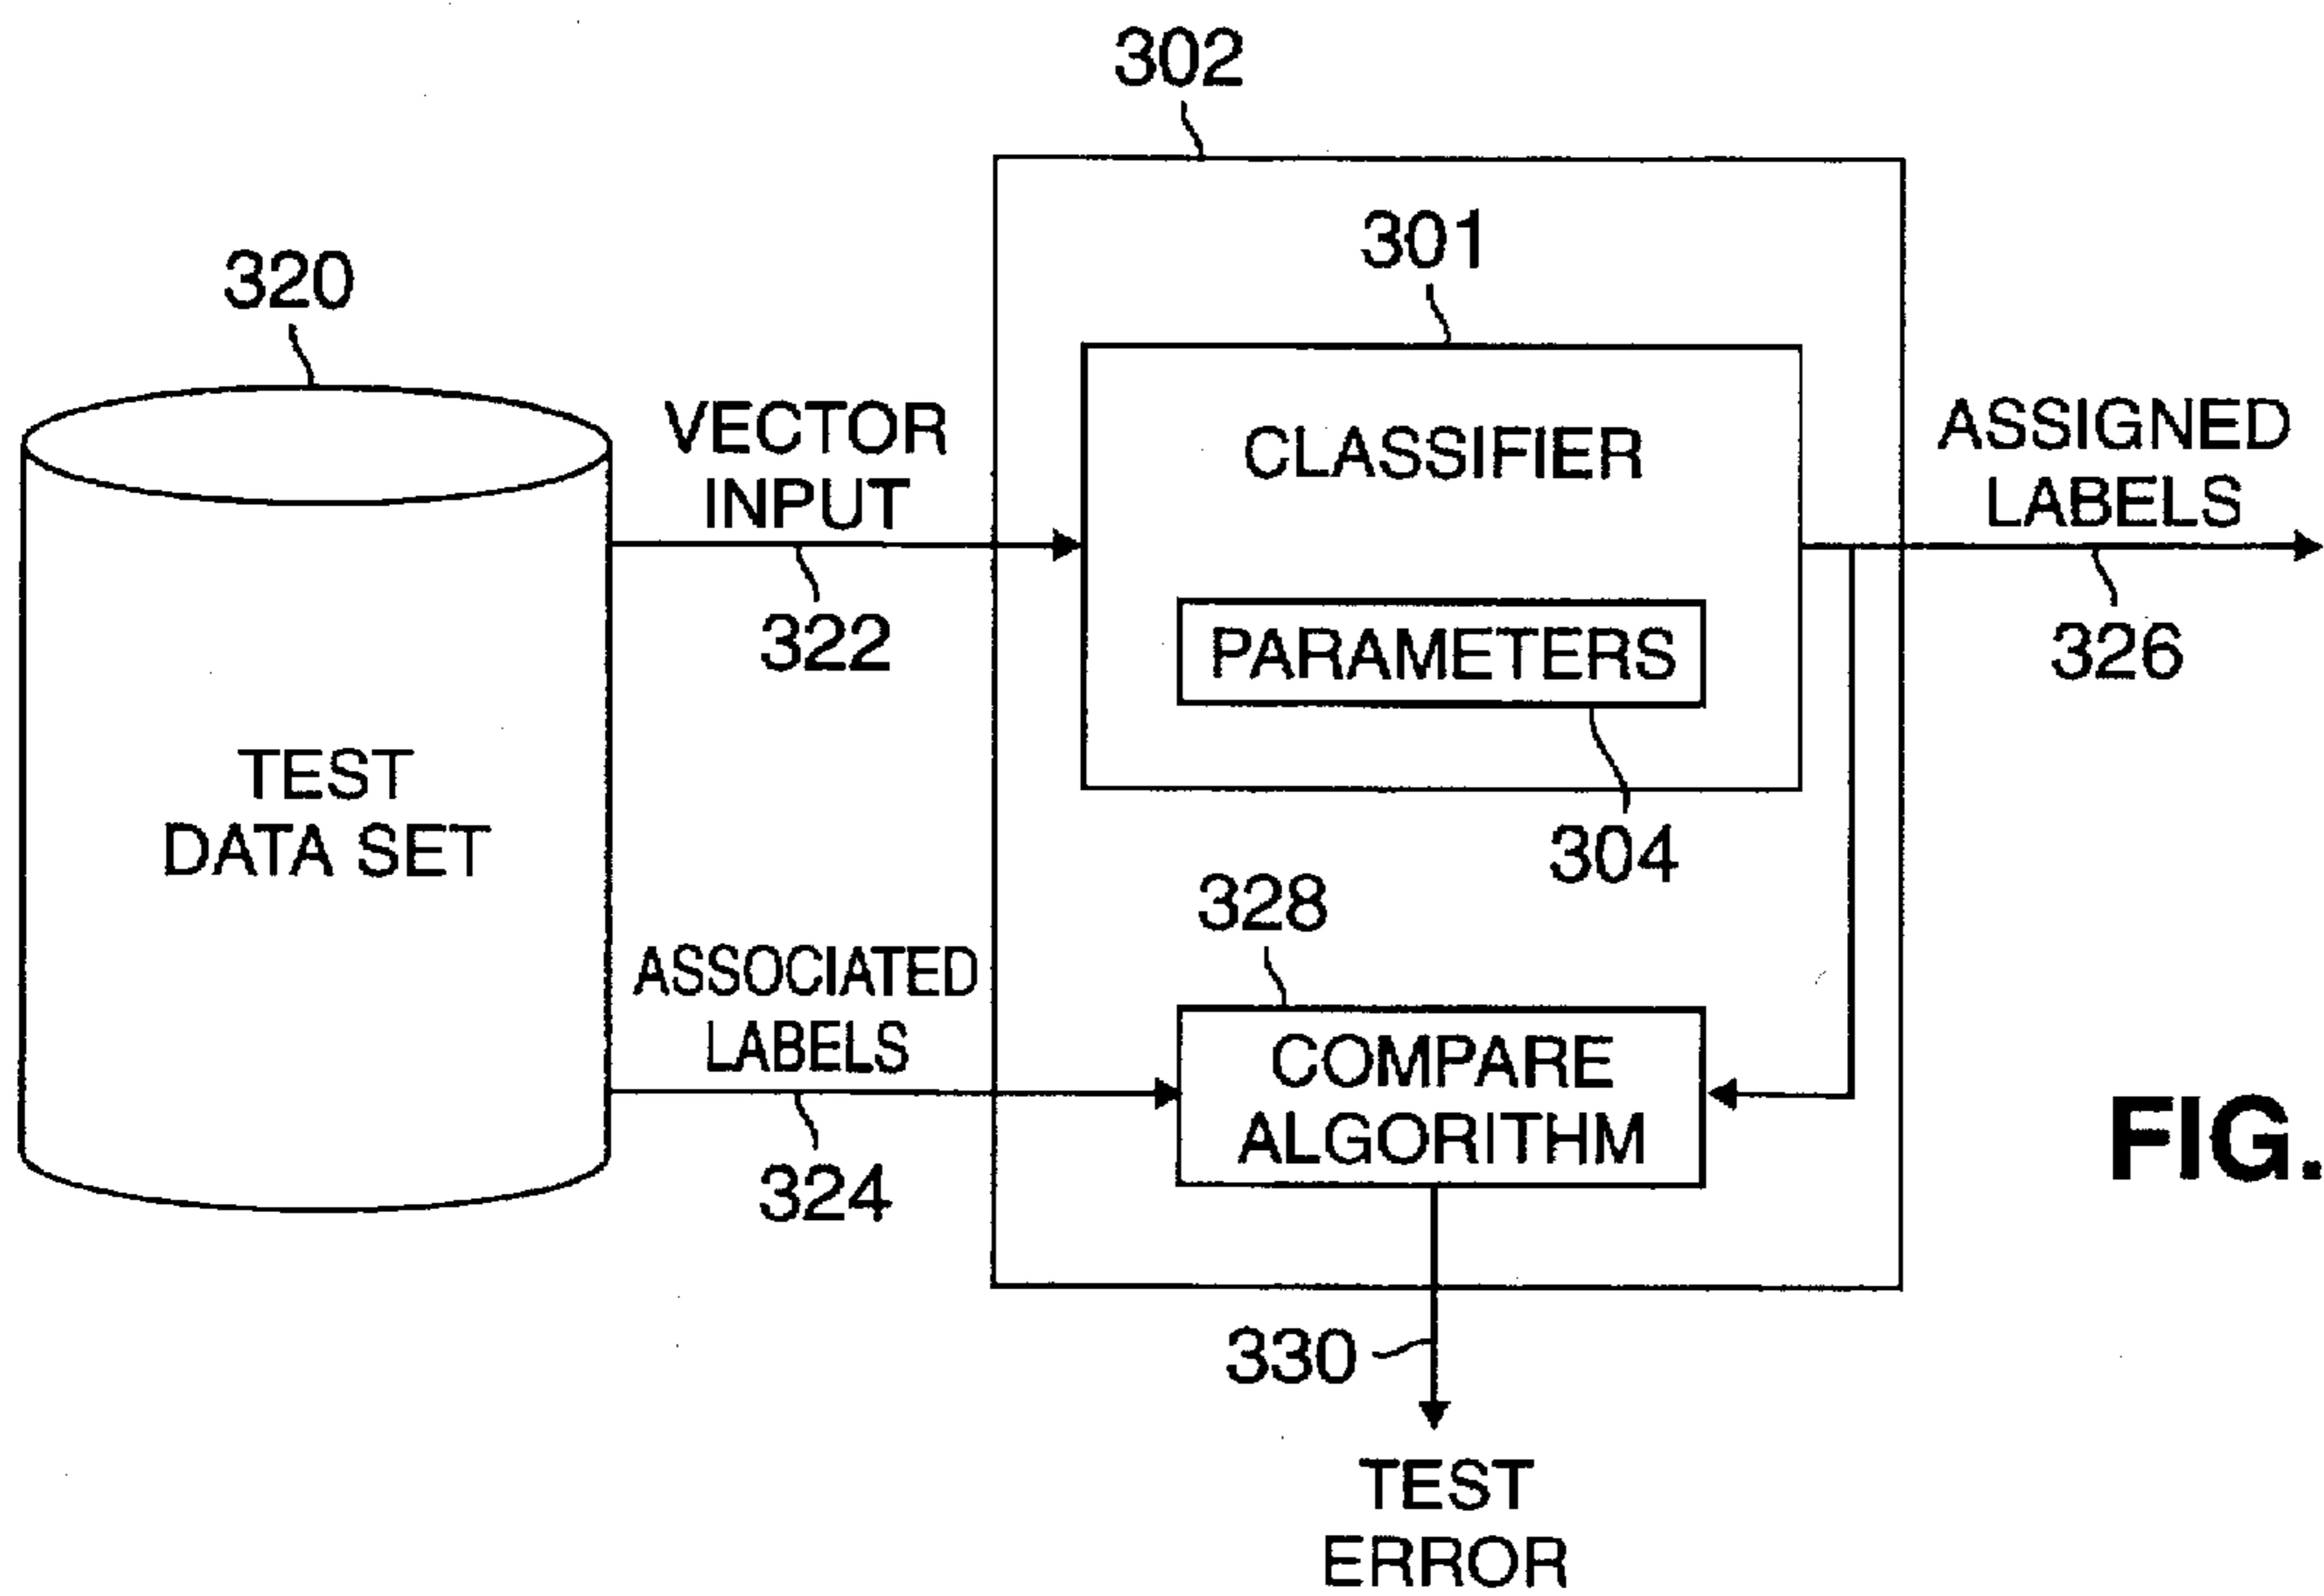 302
301
320
VECTOR
INPUT
322
CLASSIFIER
PARAMETERS
304
ASSIGNED
LABELS
326
TEST
DATA SET
ASSOCIATED
LABELS
324
328
COMPARE
ALGORITHM
330
TEST
ERROR
FIG.